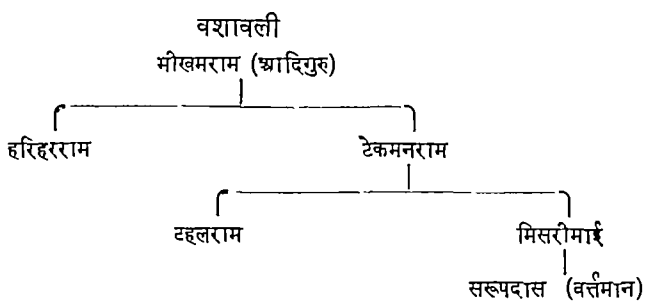 वशावली
भीखमराम (आदिगुरु)
हरिहरराम टेकमनराम
टहलराम मिसरीमाई
सरूपदास (वर्त्तमान)